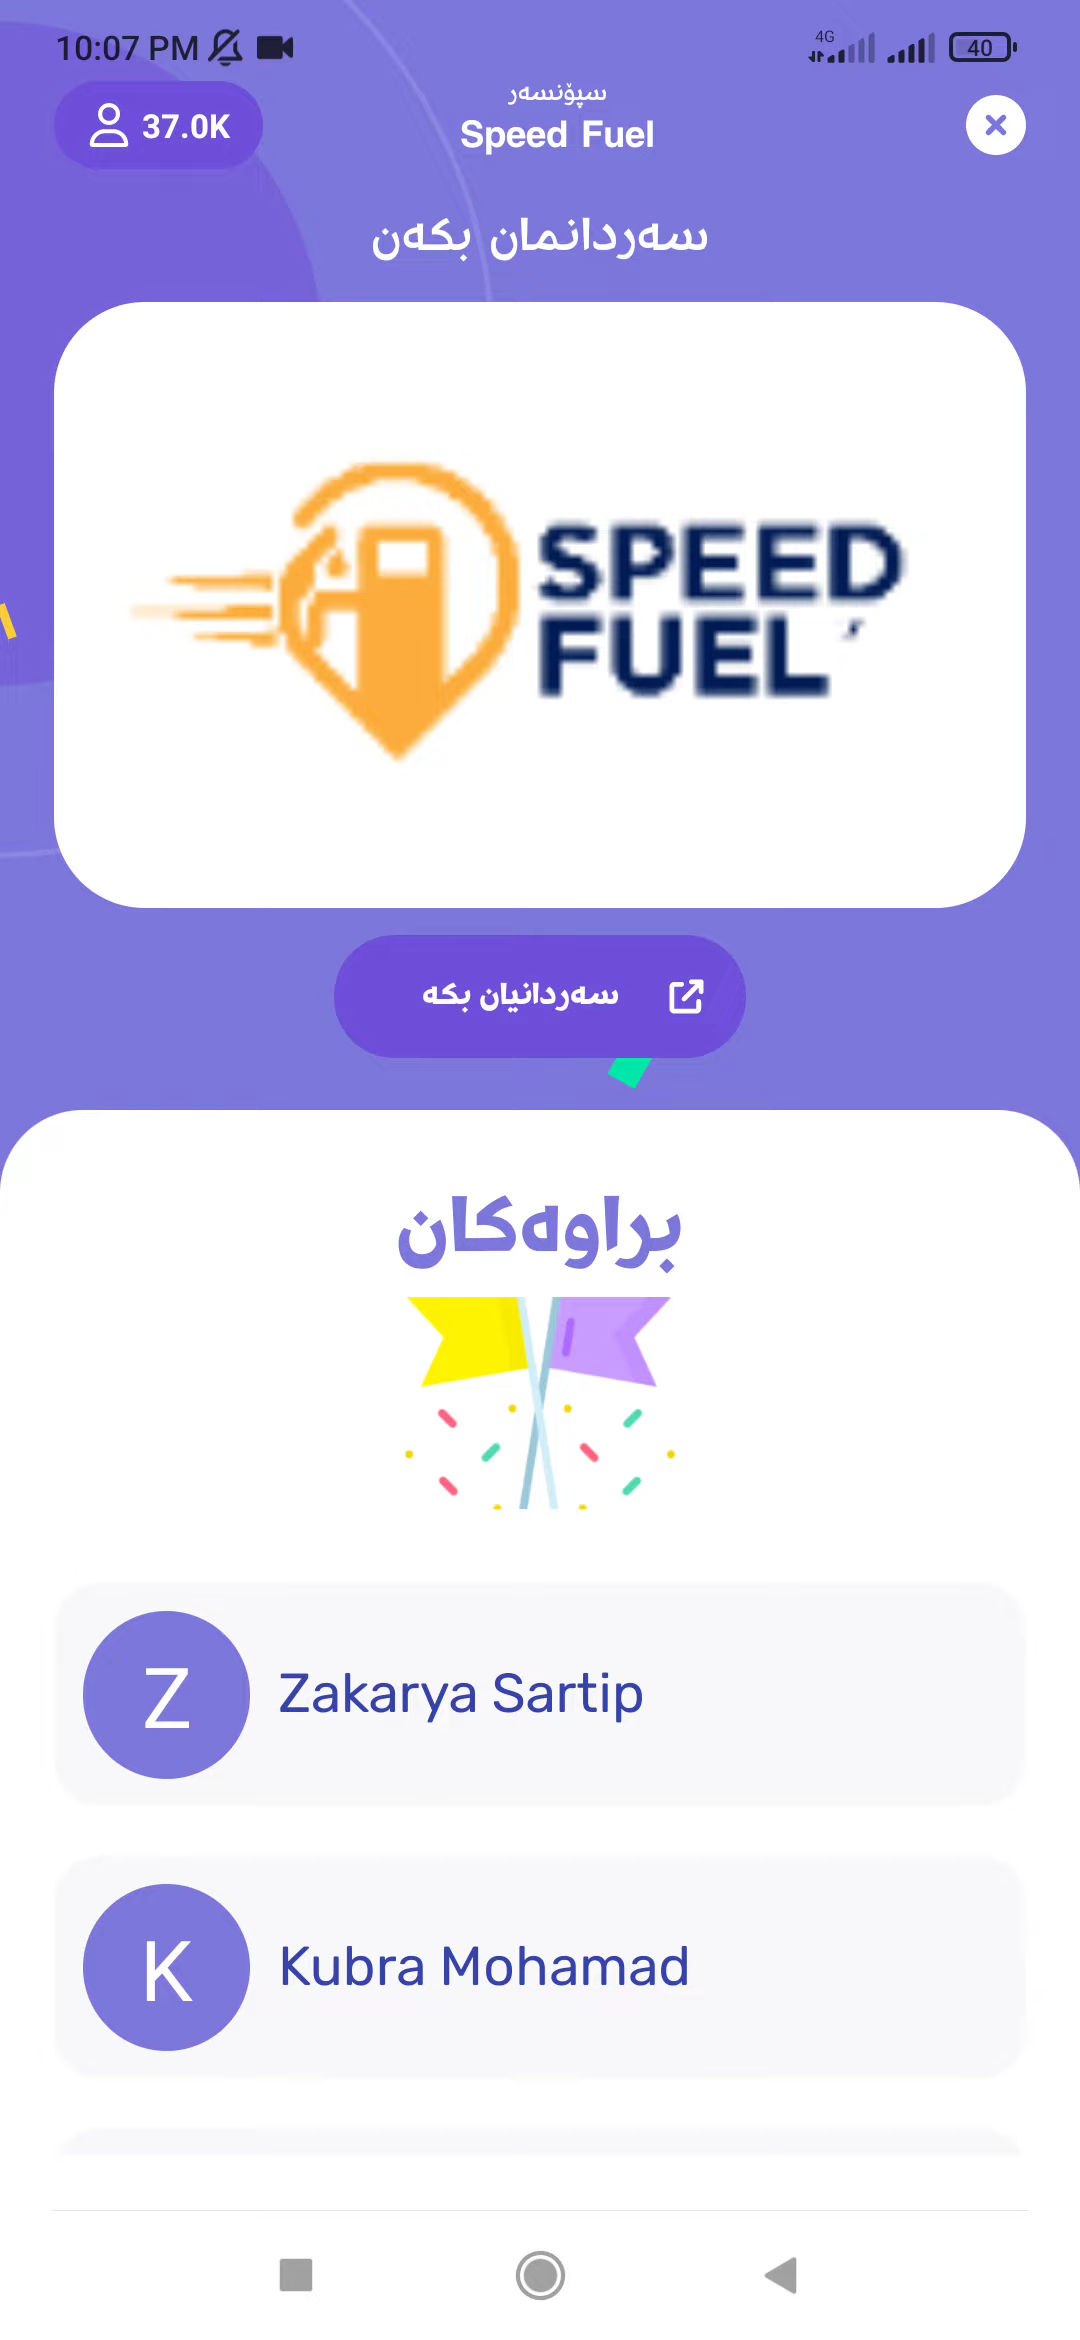 10:07 PM
4G
40
37.0K
سپۆنسەر
Speed Fuel
سەردانمان بکەن
SPEED
FUEL
سەردانیان بکە
براوەکان
Z
Zakarya Sartip
K
Kubra Mohamad